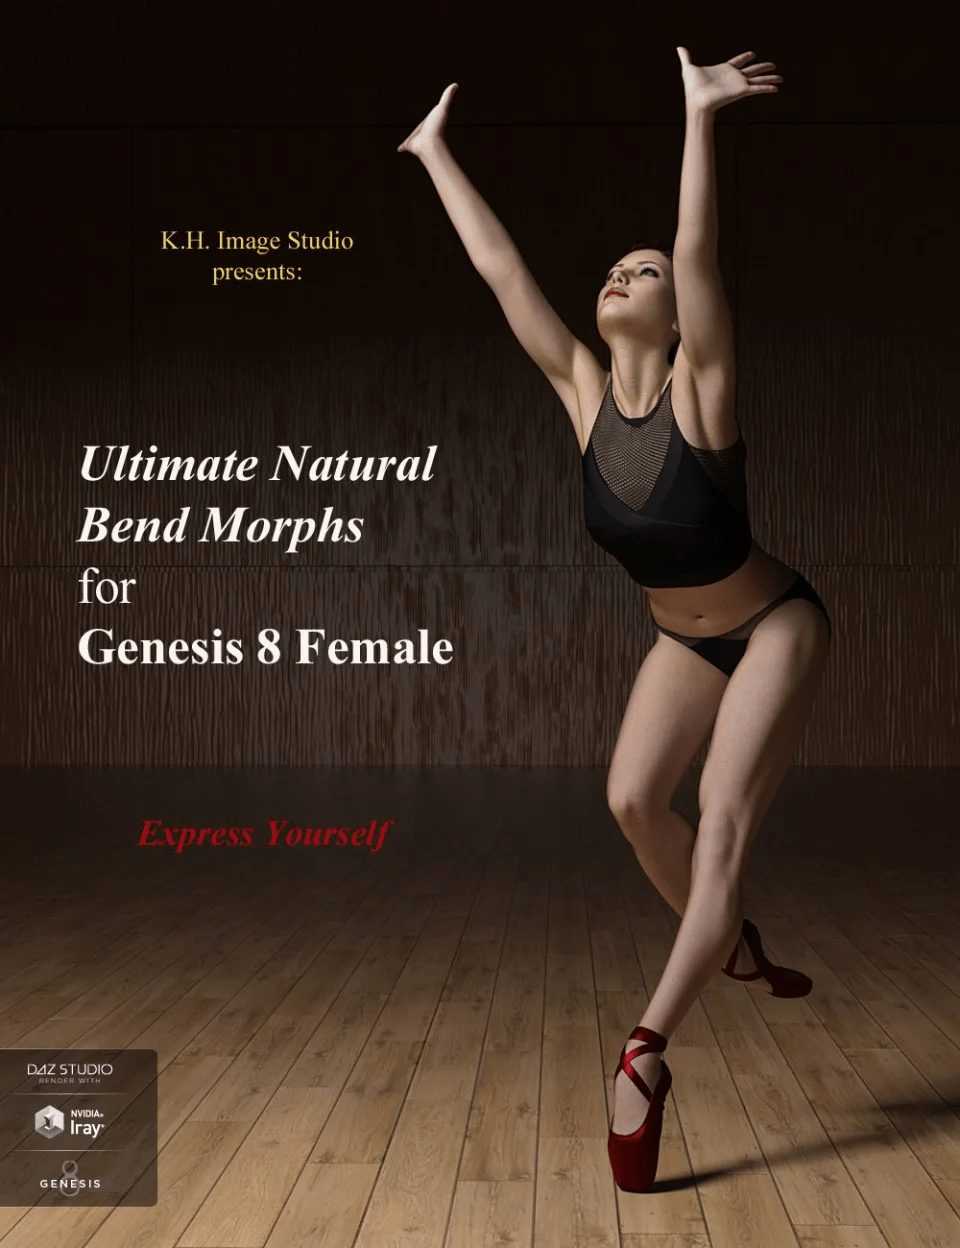 K.H. Image Studio
presents:
Ultimate Natural
Bend Morphs
for
Genesis 8 Female
Express Yourself
DAZ STUDIO
RENDER WITH
NVIDIA®
Iray®
8
GENESIS